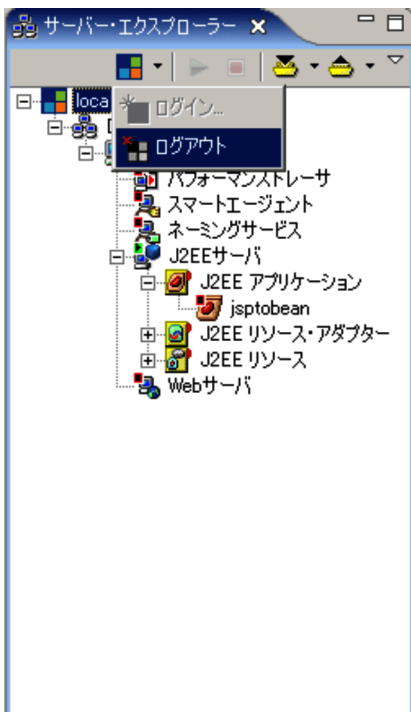 サーバー・エクスプローラー
loca
ログイン...
ログアウト
パフォーマンストレーサ
スマートエージェント
ネーミングサービス
J2EEサーバ
J2EE アプリケーション
jsptobean
J2EE リソース・アダプター
J2EE リソース
Webサーバ